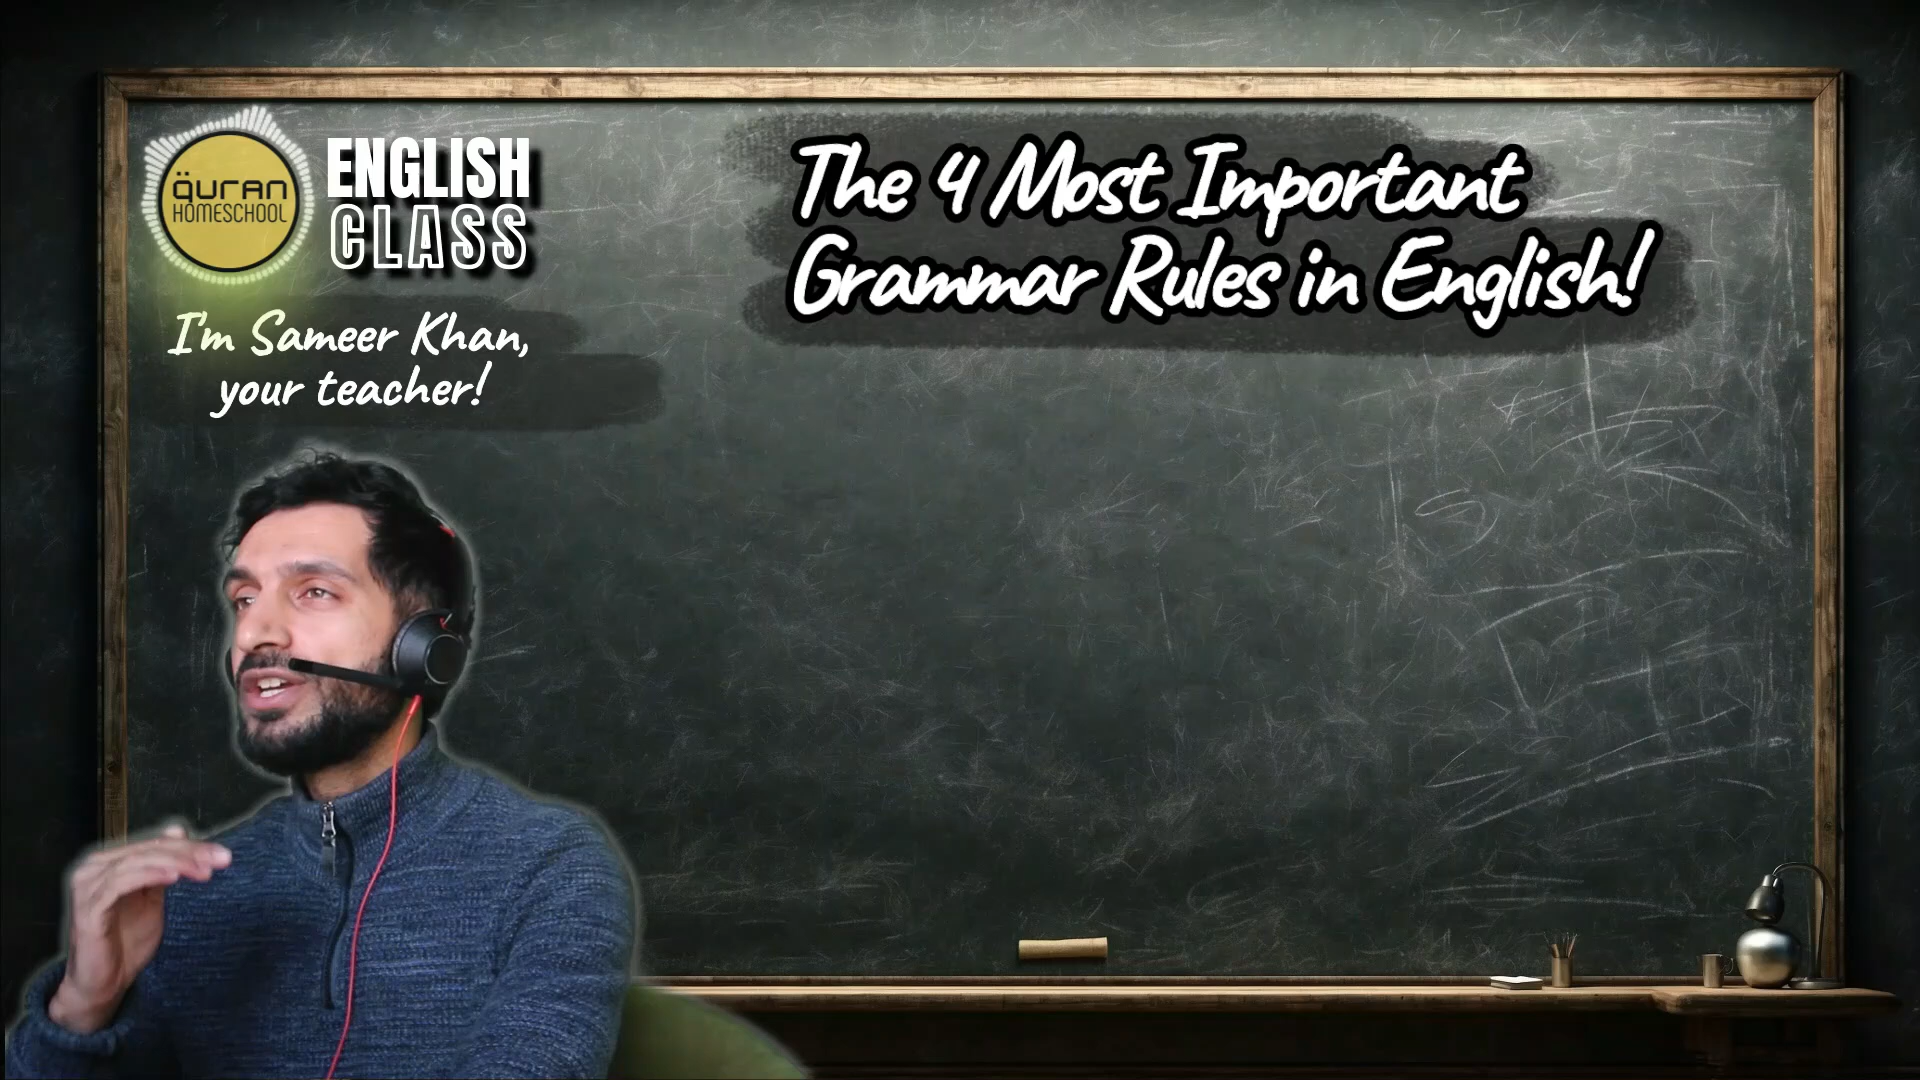 quran
HOMESCHOOL
ENGLISH
CLASS
I'm Sameer Khan,
your teacher!
The 4 Most Important
Grammar Rules in English!